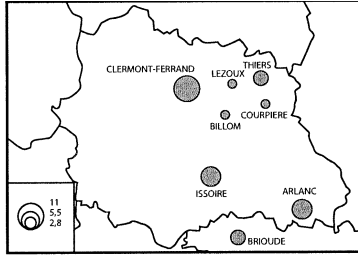 THIERS
CLERMONT-FERRAND
LEZOUX
COURPIERE
BILLOM
ISSOIRE
ARLANC
11
5,5
2,8
BRIOUDE